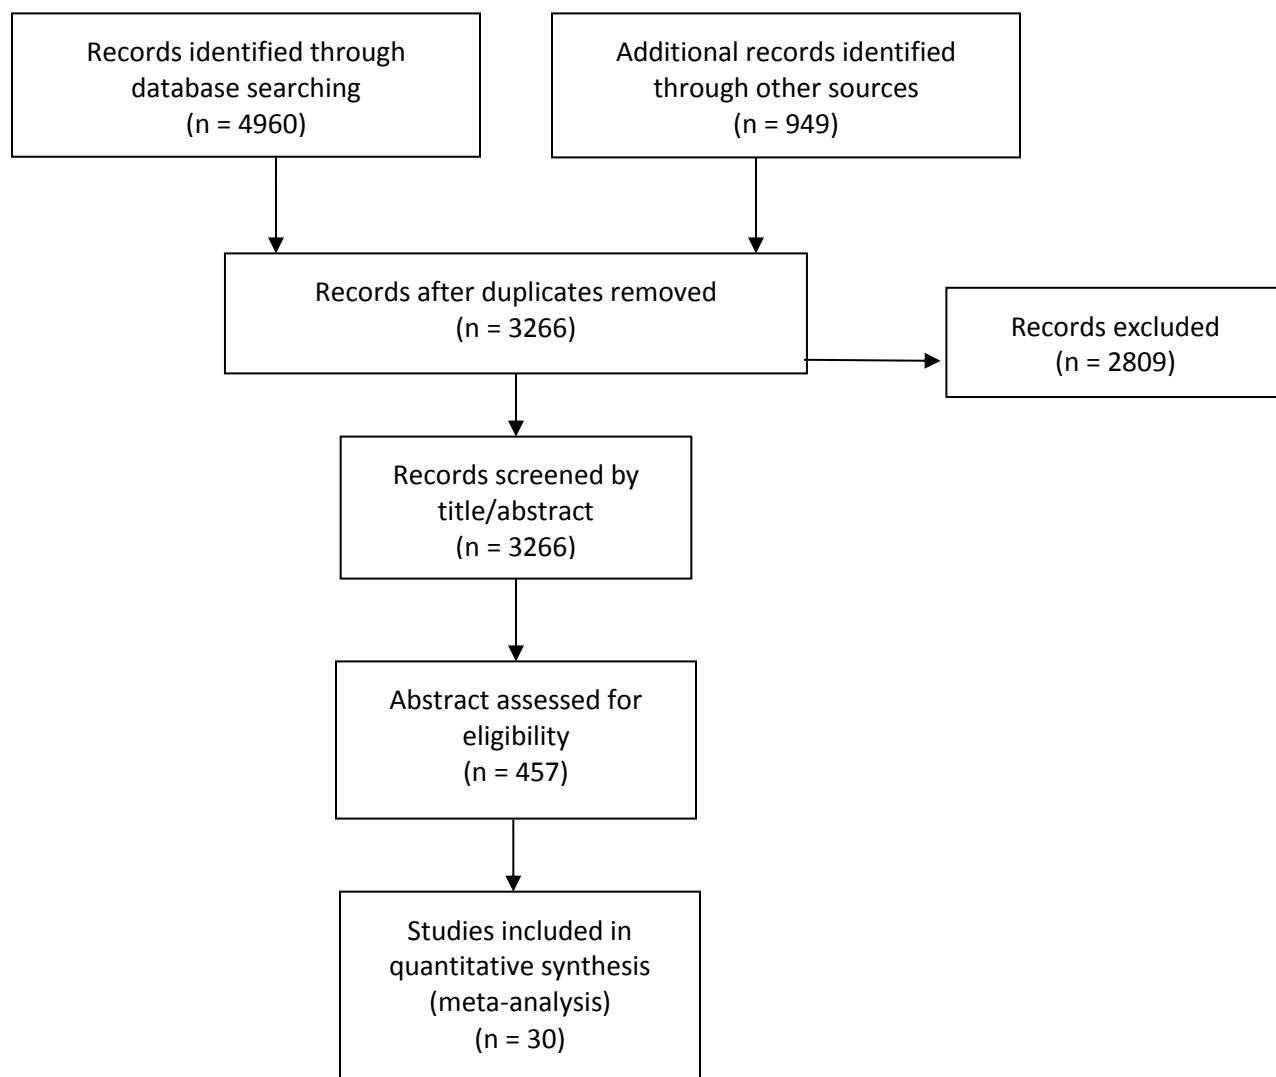 Records identified through
database searching
(n = 4960)
Additional records identified
through other sources
(n = 949)
Records after duplicates removed
(n = 3266)
Records excluded
(n = 2809)
Records screened by
title/abstract
(n = 3266)
Abstract assessed for
eligibility
(n = 457)
Studies included in
quantitative synthesis
(meta-analysis)
(n = 30)